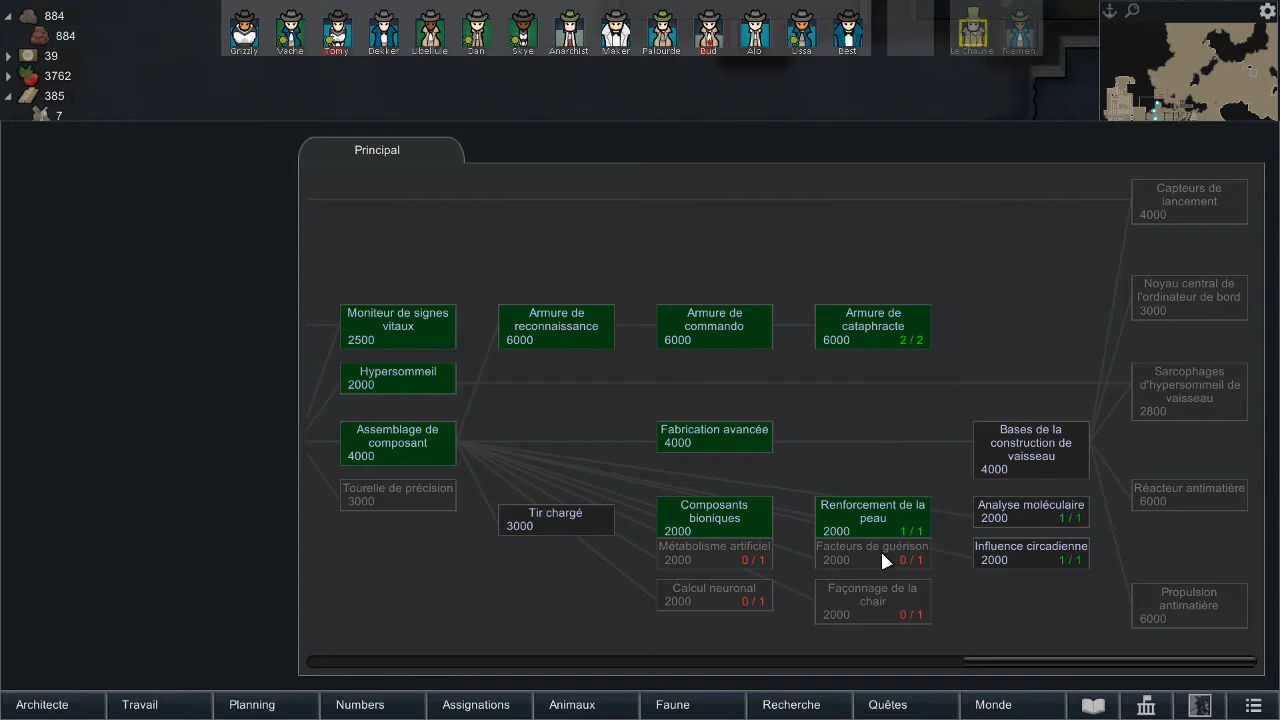 884
884
39
3762
385
7
Grizzly
Vache
Tomy
Dekker
Libellule
Dan
Skye
Anarchist
Maker
Palourde
Bud
Alp
Lissa
Best
Le Chauve
Riemen
Principal
Capteurs de
lancement
4000
Noyau central de
l'ordinateur de bord
3000
Moniteur de signes
vitaux
2500
Armure de
reconnaissance
6000
Armure de
commando
6000
Armure de
cataphracte
6000 2 / 2
Hypersommeil
2000
Sarcophages
d'hypersommeil de
vaisseau
2800
Assemblage de
composant
4000
Fabrication avancée
4000
Bases de la
construction de
vaisseau
4000
Tourelle de précision
3000
Tir chargé
3000
Composants
bioniques
2000
Renforcement de la
peau
2000 1 / 1
Analyse moléculaire
2000 1 / 1
Réacteur antimatière
6000
Métabolisme artificiel
2000 0 / 1
Facteurs de guérison
2000 0 / 1
Influence circadienne
2000 1 / 1
Calcul neuronal
2000 0 / 1
Façonnage de la
chair
2000 0 / 1
Propulsion
antimatière
6000
Architecte
Travail
Planning
Numbers
Assignations
Animaux
Faune
Recherche
Quêtes
Monde